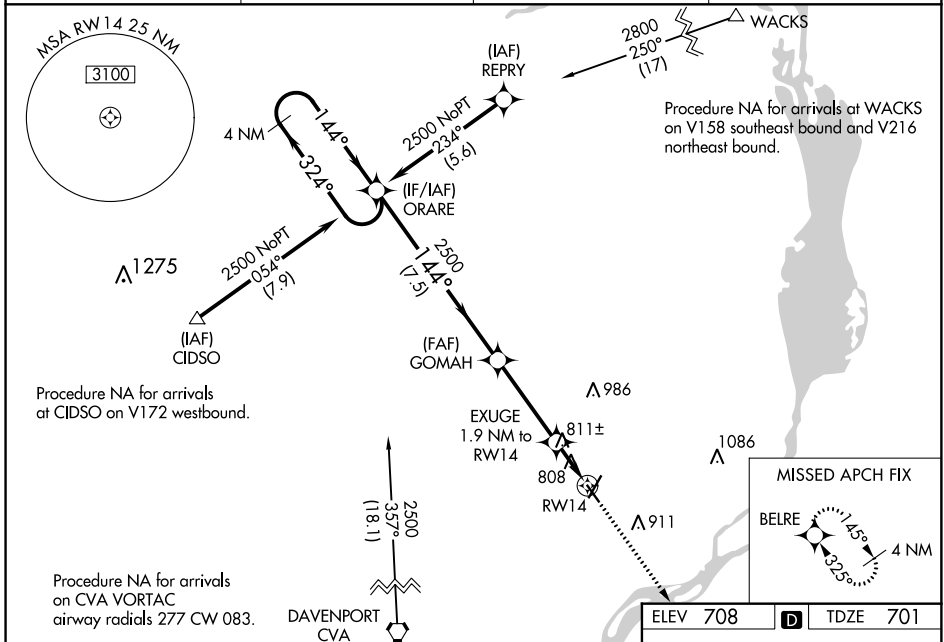 MSA RW14 25 NM
3100
WACKS
2800
250°
(17)
(IAF)
REPRY
Procedure NA for arrivals at WACKS
on V158 southeast bound and V216
northeast bound.
4 NM
144°
324°
2500 NoPT
234°
(5.6)
(IF/IAF)
ORARE
2500 NoPT
054°
(7.9)
1275
(IAF)
CIDSO
2500
144°
(7.5)
(FAF)
GOMAH
Procedure NA for arrivals
at CIDSO on V172 westbound.
986
EXUGE
1.9 NM to
RW14
811±
808
RW14
1086
911
MISSED APCH FIX
BELRE
145°
325°
4 NM
2500
357°
(18.1)
Procedure NA for arrivals
on CVA VORTAC
airway radials 277 CW 083.
DAVENPORT
CVA
ELEV 708 D TDZE 701